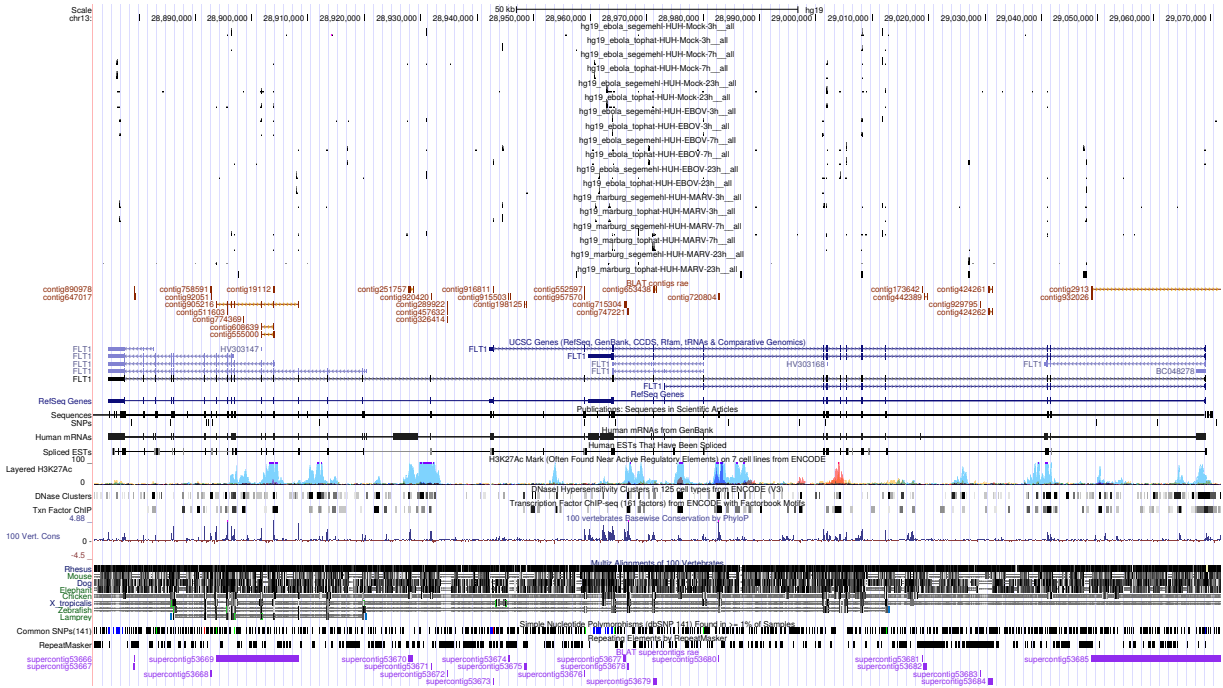 Scale 50 kb hg19
chr13: 28,890,000 28,900,000 28,910,000 28,920,000 28,930,000 28,940,000 28,950,000 28,960,000 28,970,000 28,980,000 28,990,000 29,000,000 29,010,000 29,020,000 29,030,000 29,040,000 29,050,000 29,060,000 29,070,000
hg19_ebola_segemehl-HUH-Mock-3h__all
hg19_ebola_tophat-HUH-Mock-3h__all
hg19_ebola_segemehl-HUH-Mock-7h__all
hg19_ebola_tophat-HUH-Mock-7h__all
hg19_ebola_segemehl-HUH-Mock-23h__all
hg19_ebola_tophat-HUH-Mock-23h__all
hg19_ebola_segemehl-HUH-EBOV-3h__all
hg19_ebola_tophat-HUH-EBOV-3h__all
hg19_ebola_segemehl-HUH-EBOV-7h__all
hg19_ebola_tophat-HUH-EBOV-7h__all
hg19_ebola_segemehl-HUH-EBOV-23h__all
hg19_ebola_tophat-HUH-EBOV-23h__all
hg19_marburg_segemehl-HUH-MARV-3h__all
hg19_marburg_tophat-HUH-MARV-3h__all
hg19_marburg_segemehl-HUH-MARV-7h__all
hg19_marburg_tophat-HUH-MARV-7h__all
hg19_marburg_segemehl-HUH-MARV-23h__all
hg19_marburg_tophat-HUH-MARV-23h__all
BLAT contigs rae
contig890978 contig758591 contig19112 contig251757 contig916811 contig552597 contig653438 contig173642 contig424261 contig2913
contig647017 contig92051 contig920420 contig915503 contig957570 contig720804 contig442389 contig932026
contig905216 contig289922 contig198125 contig715304 contig929795
contig511603 contig457632 contig747221 contig424262
contig774369 contig326414
contig608639
contig555000
UCSC Genes (RefSeq, GenBank, CCDS, Rfam, tRNAs & Comparative Genomics)
FLT1 HV303147 FLT1
FLT1 FLT1
FLT1 FLT1 HV303168 FLT1
FLT1 FLT1 BC048278
FLT1
FLT1
RefSeq Genes
RefSeq Genes
Publications: Sequences in Scientific Articles
Sequences
SNPs
Human mRNAs from GenBank
Human mRNAs
Human ESTs That Have Been Spliced
Spliced ESTs
H3K27Ac Mark (Often Found Near Active Regulatory Elements) on 7 cell lines from ENCODE
100
Layered H3K27Ac
0
DNase I Hypersensitivity Clusters in 125 cell types from ENCODE (V3)
DNase Clusters
Transcription Factor ChIP-seq (161 factors) from ENCODE with Factorbook Motifs
Txn Factor ChIP
100 vertebrates Basewise Conservation by PhyloP
4.88
100 Vert. Cons
0
-4.5
Multiz Alignments of 100 Vertebrates
Rhesus
Mouse
Dog
Elephant
Chicken
X_tropicalis
Zebrafish
Lamprey
Simple Nucleotide Polymorphisms (dbSNP 141) Found in >= 1% of Samples
Common SNPs(141)
Repeating Elements by RepeatMasker
RepeatMasker
BLAT supercontigs rae
supercontig53666 supercontig53669 supercontig53670 supercontig53674 supercontig53677 supercontig53680 supercontig53681 supercontig53685
supercontig53667 supercontig53671 supercontig53675 supercontig53678 supercontig53682
supercontig53668 supercontig53672 supercontig53676 supercontig53683
supercontig53673 supercontig53679 supercontig53684